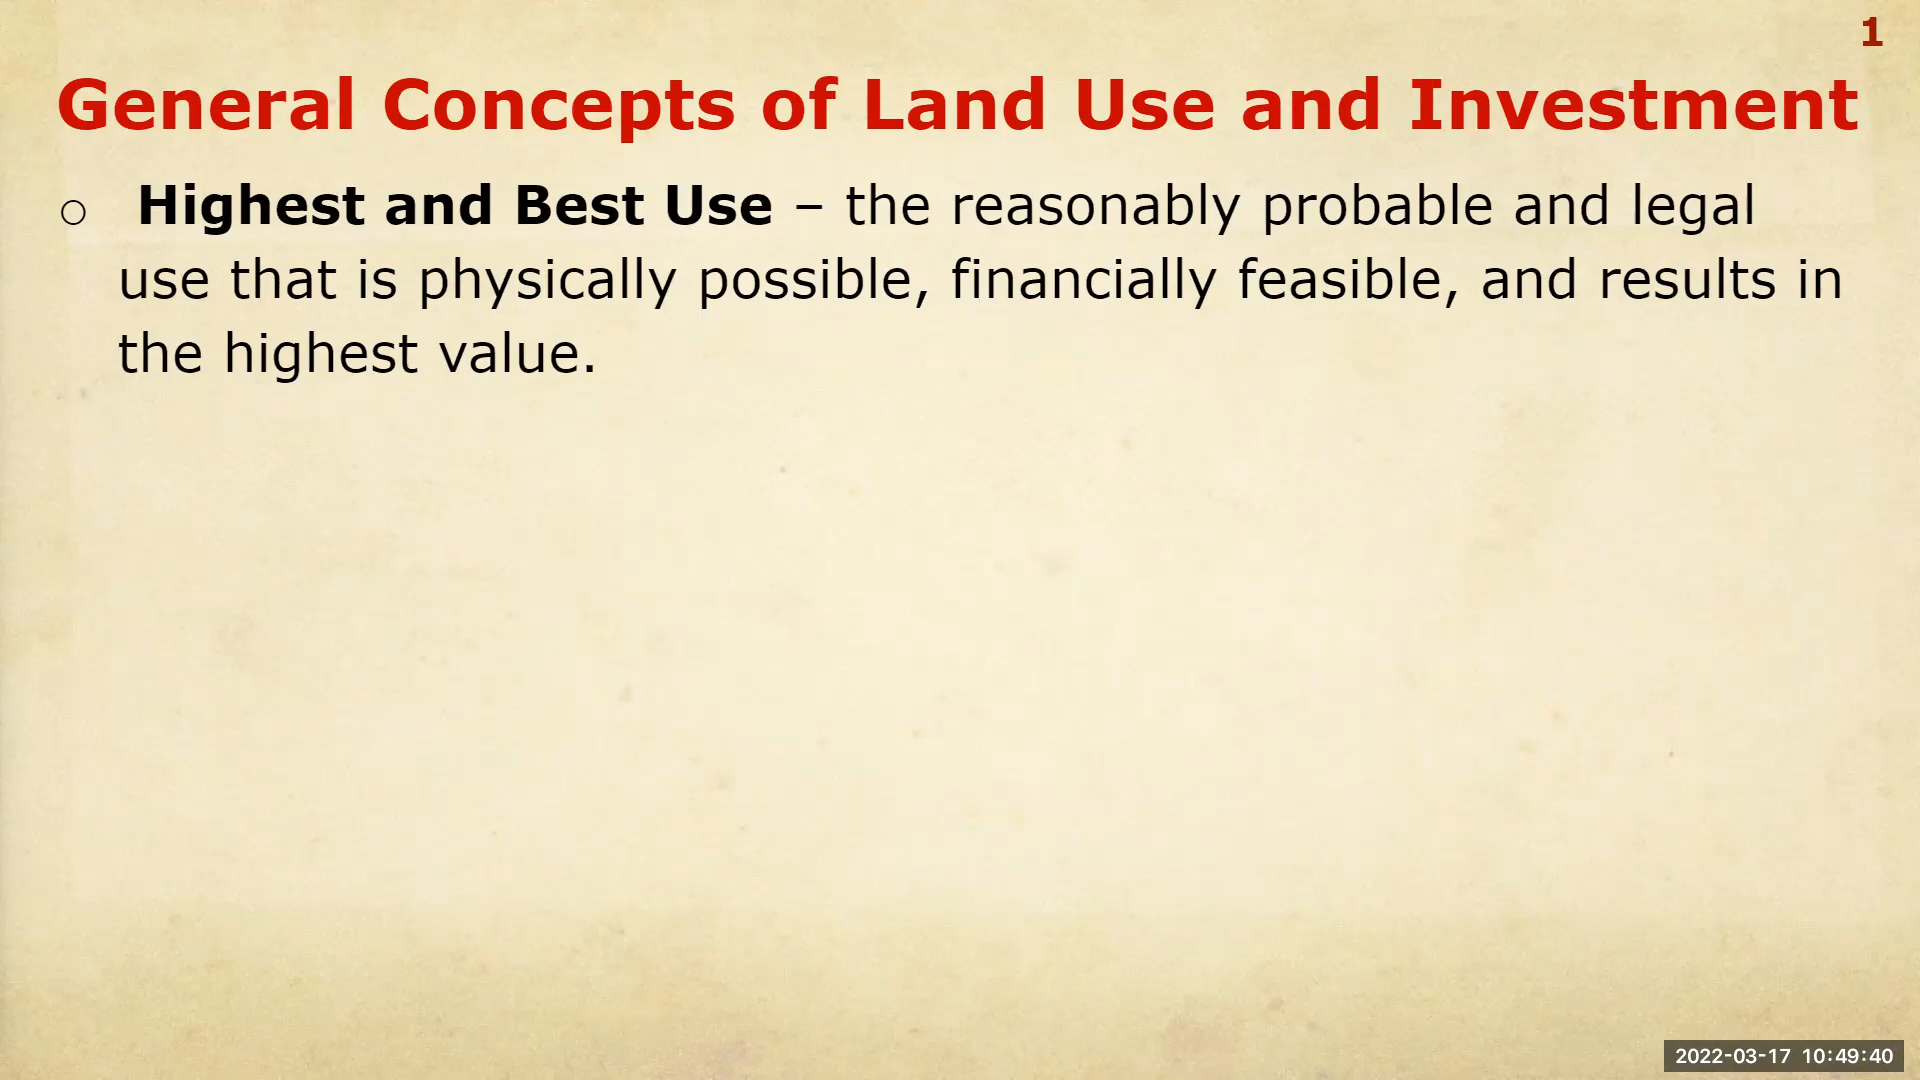 1
General Concepts of Land Use and Investment
○ Highest and Best Use – the reasonably probable and legal
use that is physically possible, financially feasible, and results in
the highest value.
2022-03-17 10:49:40